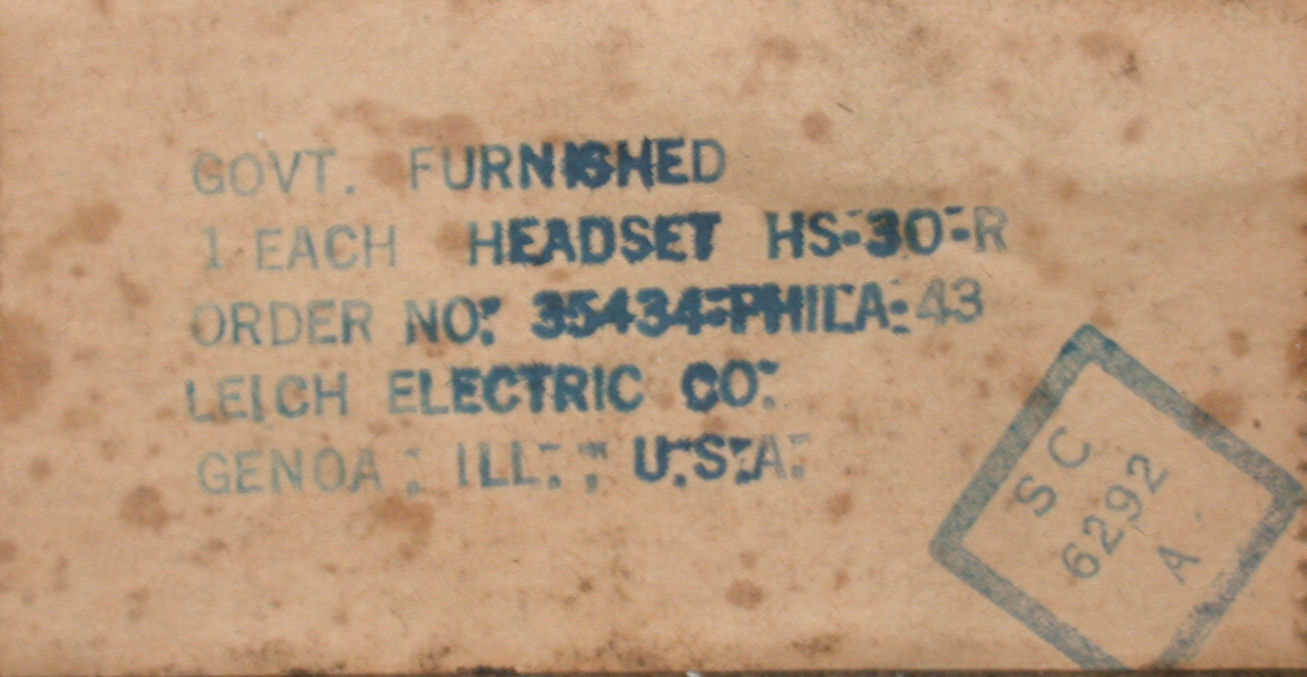 GOVT. FURNISHED
1 EACH HEADSET HS-30-R
ORDER NO. 35434-PHILA-43
LEICH ELECTRIC CO.
GENOA, ILL., U.S.A.
SC
6292
A